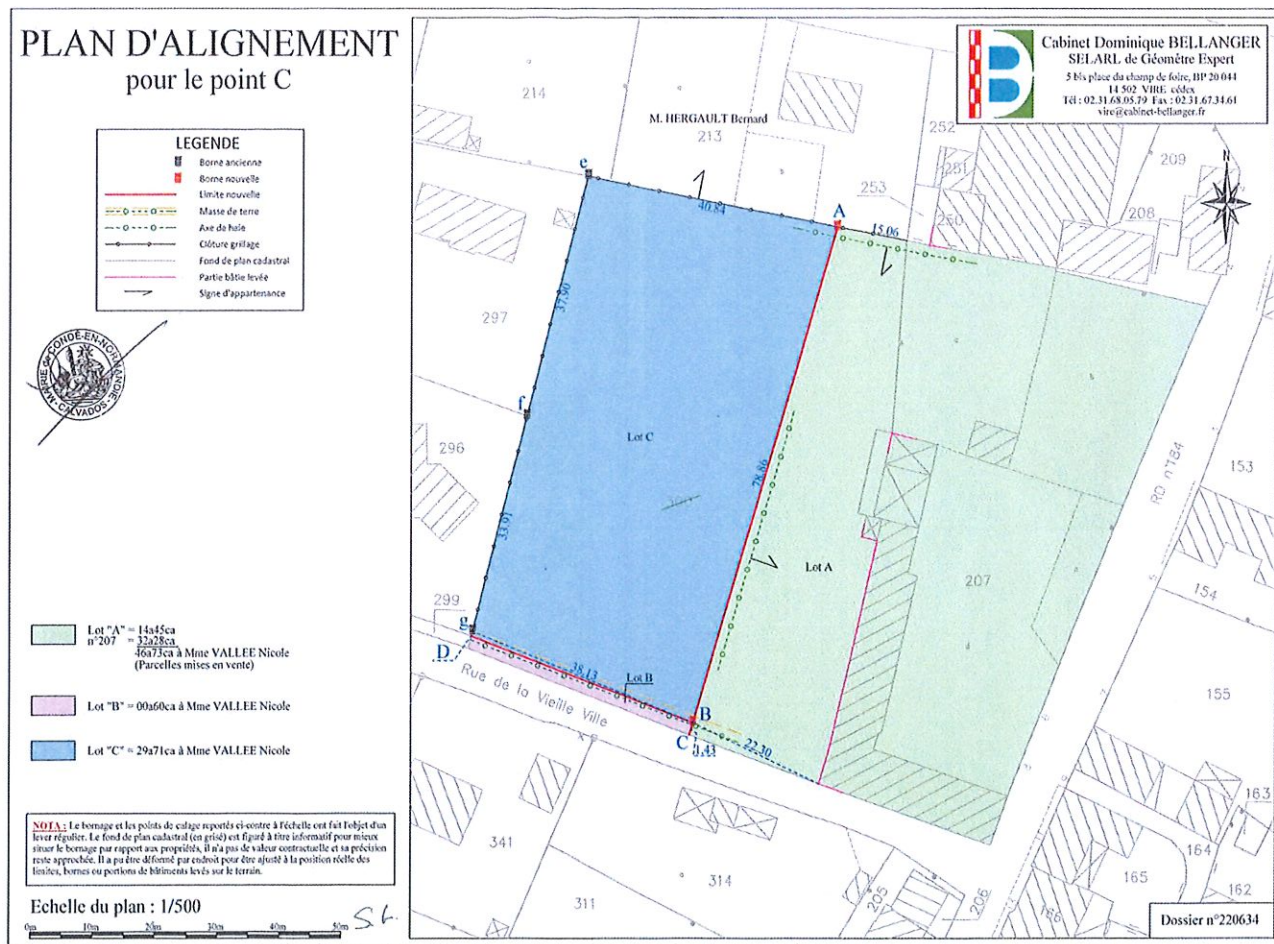 PLAN D'ALIGNEMENT
pour le point C
LEGENDE
Borne ancienne
Borne nouvelle
Limite nouvelle
Masse de terre
Axe de haie
Clôture grillage
Fond de plan cadastral
Partie bâtie levée
Signe d'appartenance
MAIRIE de CONDÉ-EN-NORMANDIE
CALVADOS
Lot "A" = 14a45ca
n°207 = 32a28ca
46a73ca à Mme VALLEE Nicole
(Parcelles mises en vente)
Lot "B" = 00a60ca à Mme VALLEE Nicole
Lot "C" = 29a71ca à Mme VALLEE Nicole
NOTA : Le bornage et les points de calage reportés ci-contre à l'échelle ont fait l'objet d'un
lever régulier. Le fond de plan cadastral (en grisé) est figuré à titre informatif pour mieux
situer le bornage par rapport aux propriétés, il n'a pas de valeur contractuelle et sa précision
reste approchée. Il a pu être déformé par endroit pour être ajusté à la position réelle des
limites, bornes ou portions de bâtiments levés sur le terrain.
Echelle du plan : 1/500
0m 10m 20m 30m 40m 50m
Cabinet Dominique BELLANGER
SELARL de Géomètre Expert
5 bis place du champ de foire, BP 20 044
14 502 VIRE cédex
Tél : 02.31.68.05.79 Fax : 02.31.67.34.61
vire@cabinet-bellanger.fr
N
214
M. HERGAULT Bernard
213
252
251
253
250
209
208
e
40.84
A
15.06
37.90
297
f
296
Lot C
78.86
33.91
Lot A
207
RD n°184
153
154
155
299
g
D
38.13
Lot B
Rue de la Vieille Ville
B
C
22.30
341
314
311
205
206
163
164
165
162
166
Dossier n°220634